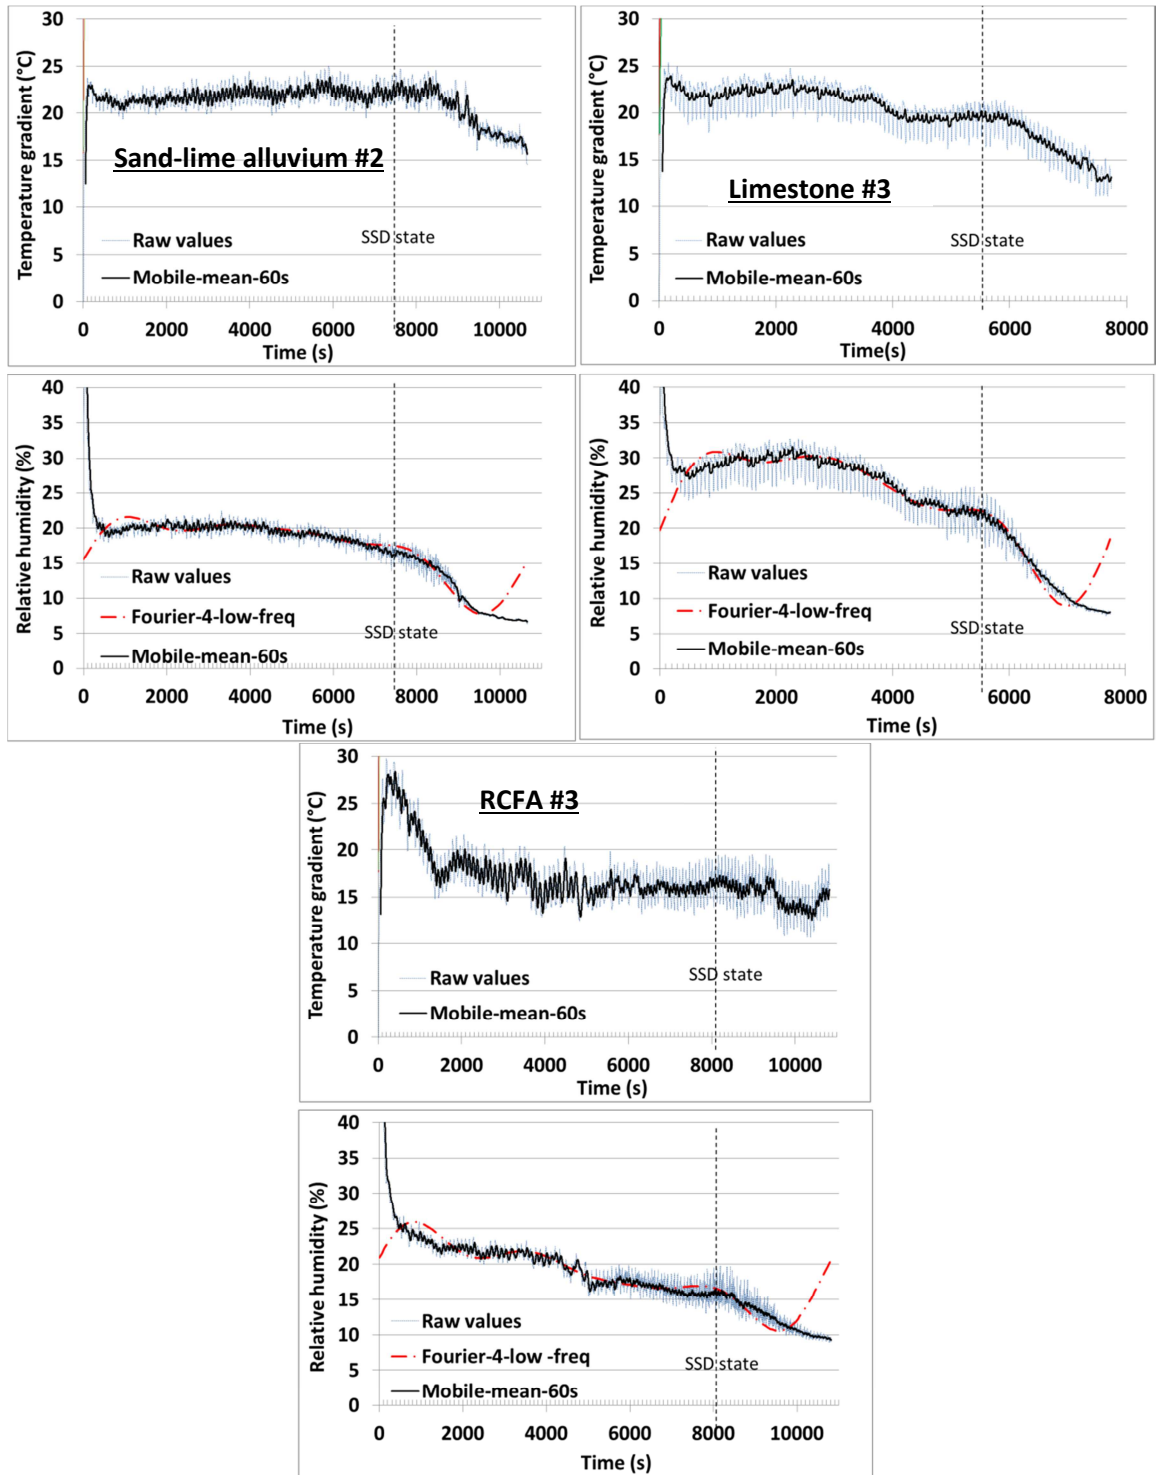 Temperature gradient (°C)
30
25
20
15
10
5
0
Sand-lime alluvium #2
Raw values
Mobile-mean-60s
SSD state
0 2000 4000 6000 8000 10000
Time (s)
Temperature gradient (°C)
30
25
20
15
10
5
0
Limestone #3
Raw values
Mobile-mean-60s
SSD state
0 2000 4000 6000 8000
Time(s)
Relative humidity (%)
40
35
30
25
20
15
10
5
0
Raw values
Fourier-4-low-freq
Mobile-mean-60s
SSD state
0 2000 4000 6000 8000 10000
Time (s)
Relative humidity (%)
40
35
30
25
20
15
10
5
0
Raw values
Fourier-4-low-freq
Mobile-mean-60s
SSD state
0 2000 4000 6000 8000
Time (s)
Temperature gradient (°C)
30
25
20
15
10
5
0
RCFA #3
Raw values
Mobile-mean-60s
SSD state
0 2000 4000 6000 8000 10000
Time (s)
Relative humidity (%)
40
35
30
25
20
15
10
5
0
Raw values
Fourier-4-low -freq
Mobile-mean-60s
SSD state
0 2000 4000 6000 8000 10000
Time (s)